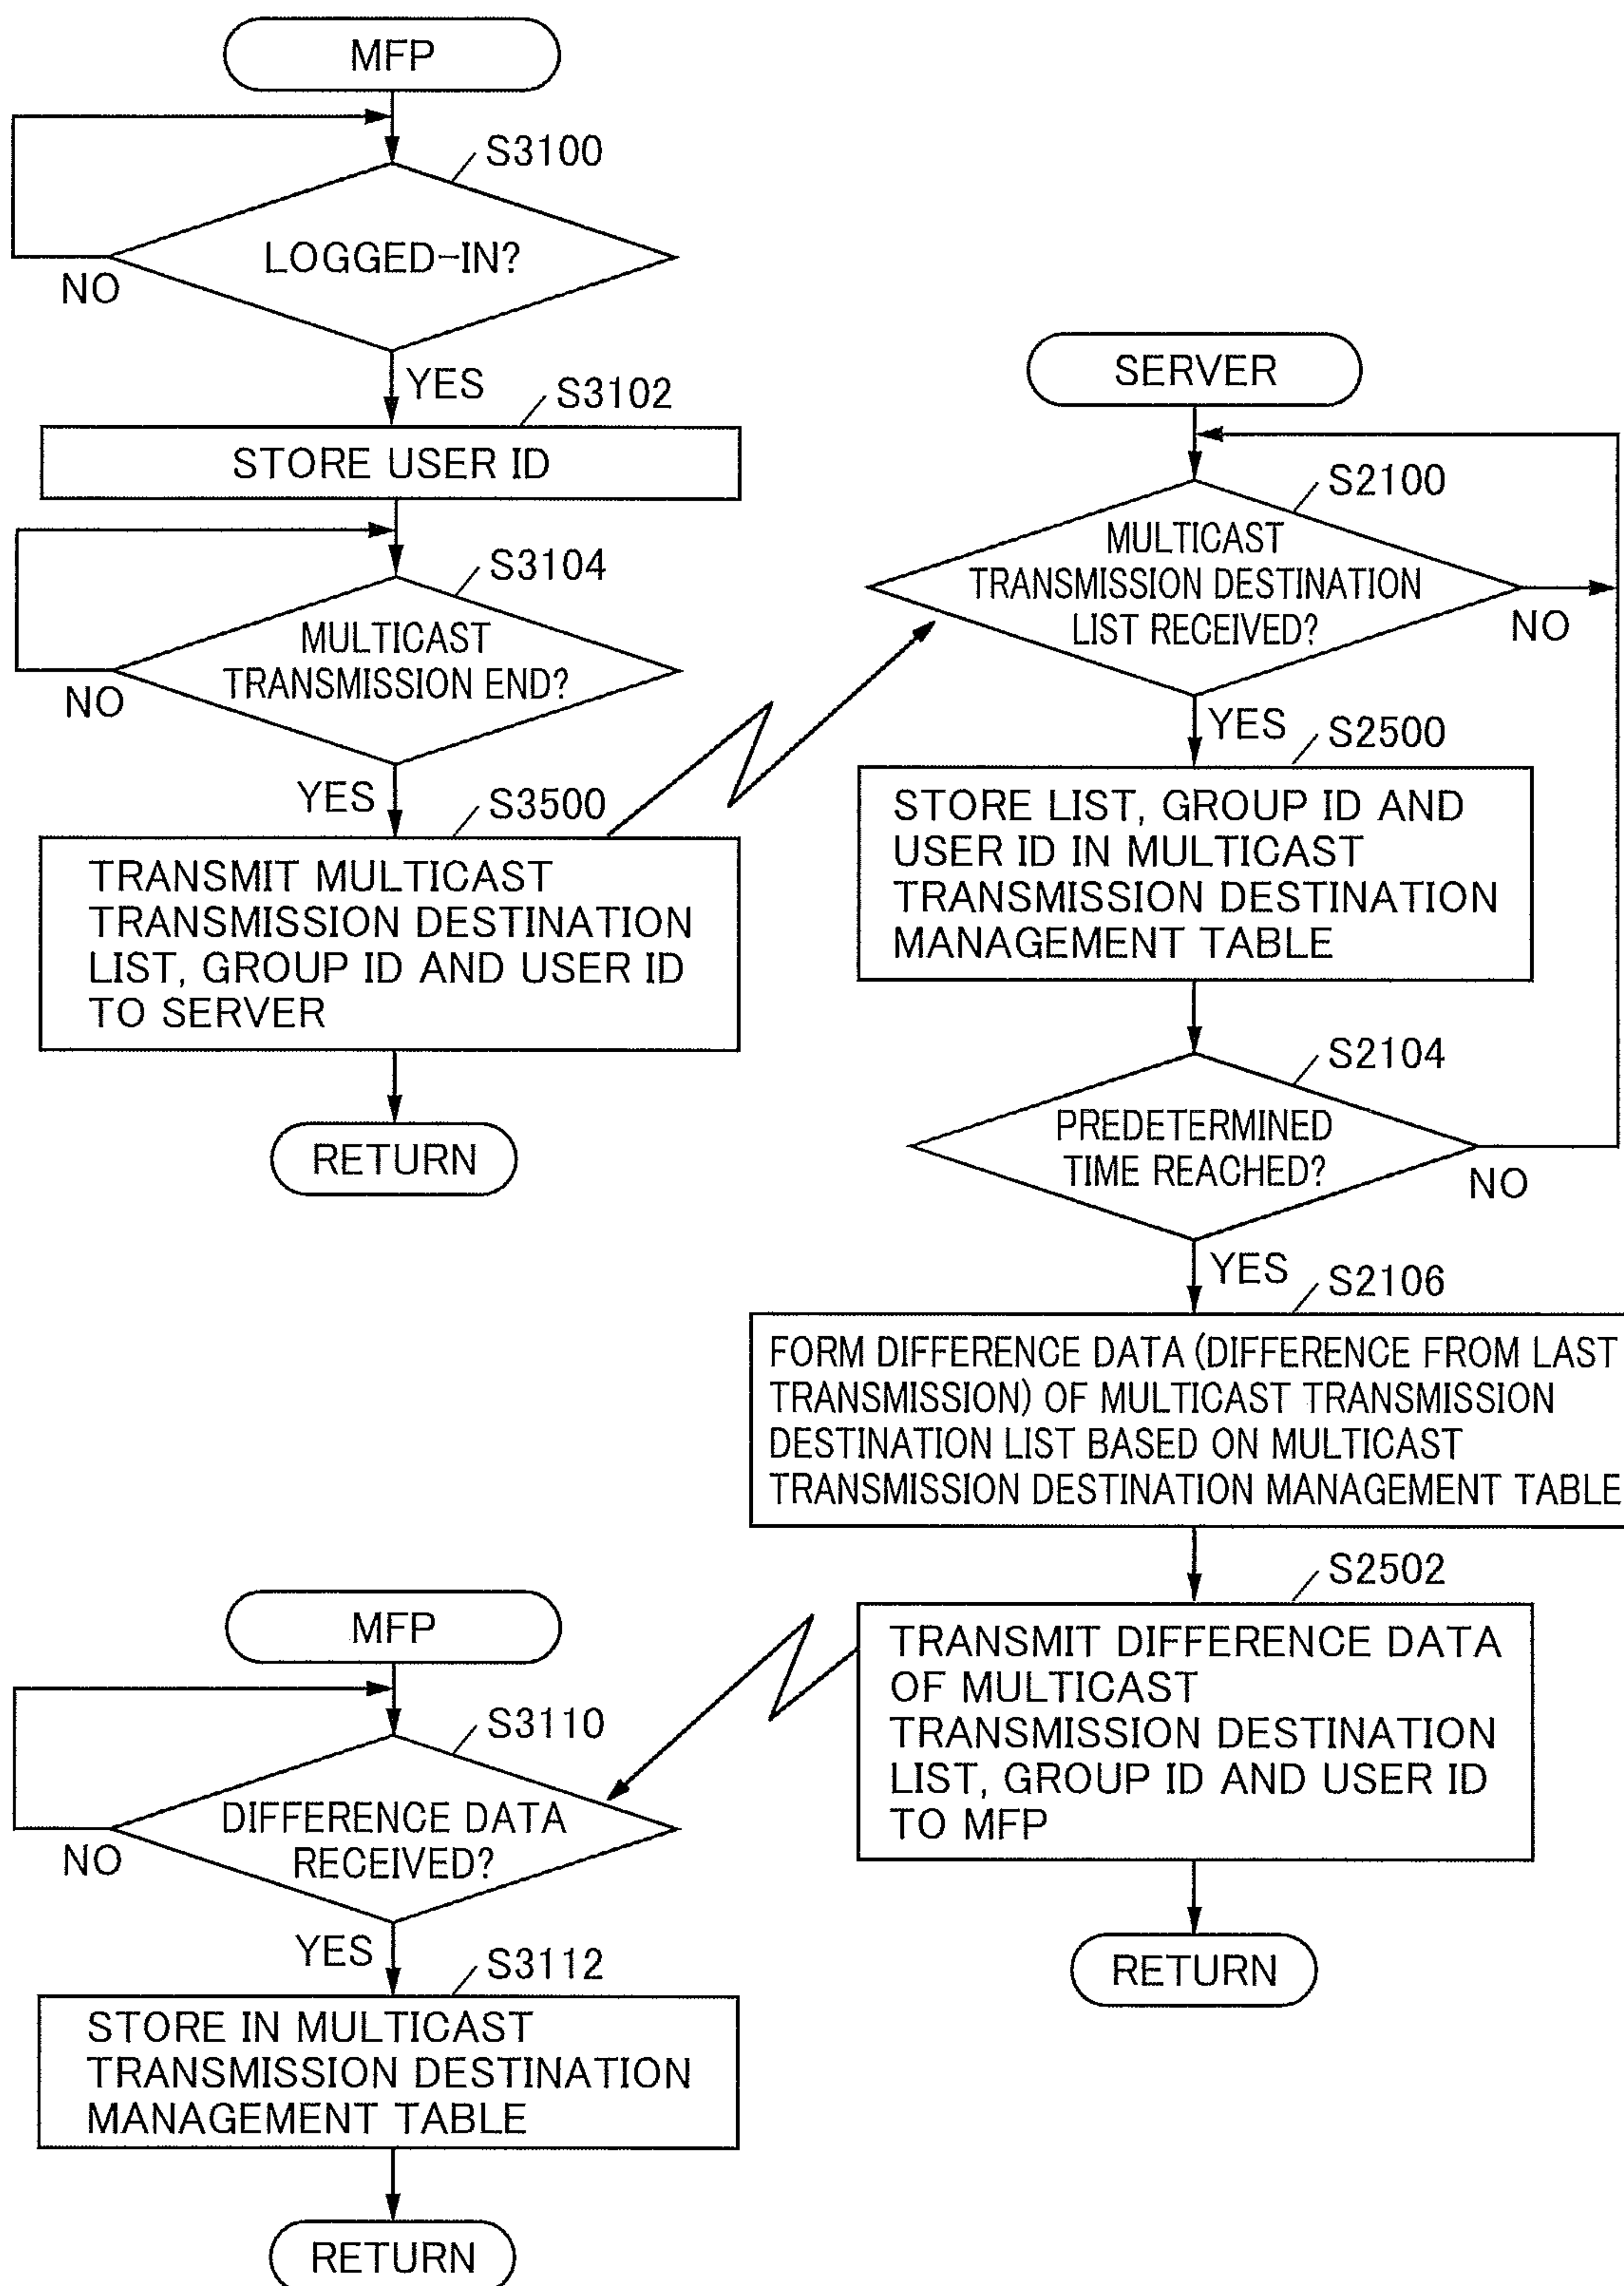 MFP
S3100
LOGGED-IN?
NO
YES
S3102
STORE USER ID
S3104
MULTICAST
TRANSMISSION END?
NO
YES
S3500
TRANSMIT MULTICAST
TRANSMISSION DESTINATION
LIST, GROUP ID AND USER ID
TO SERVER
RETURN
SERVER
S2100
MULTICAST
TRANSMISSION DESTINATION
LIST RECEIVED?
NO
YES
S2500
STORE LIST, GROUP ID AND
USER ID IN MULTICAST
TRANSMISSION DESTINATION
MANAGEMENT TABLE
S2104
PREDETERMINED
TIME REACHED?
NO
YES
S2106
FORM DIFFERENCE DATA (DIFFERENCE FROM LAST
TRANSMISSION) OF MULTICAST TRANSMISSION
DESTINATION LIST BASED ON MULTICAST
TRANSMISSION DESTINATION MANAGEMENT TABLE
S2502
TRANSMIT DIFFERENCE DATA
OF MULTICAST
TRANSMISSION DESTINATION
LIST, GROUP ID AND USER ID
TO MFP
RETURN
MFP
S3110
DIFFERENCE DATA
RECEIVED?
NO
YES
S3112
STORE IN MULTICAST
TRANSMISSION DESTINATION
MANAGEMENT TABLE
RETURN